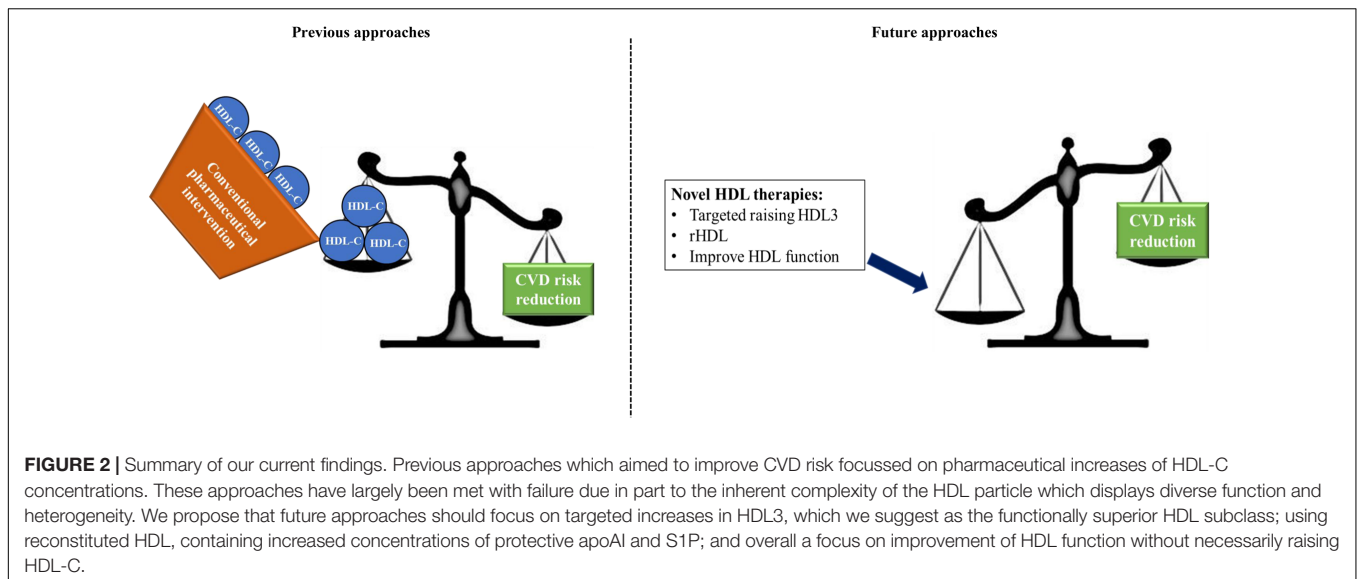 Previous approaches
HDL-C
HDL-C
HDL-C
Conventional
pharmaceutical
intervention
HDL-C
HDL-C
HDL-C
CVD risk
reduction
Future approaches
Novel HDL therapies:
• Targeted raising HDL3
• rHDL
• Improve HDL function
CVD risk
reduction
FIGURE 2 | Summary of our current findings. Previous approaches which aimed to improve CVD risk focussed on pharmaceutical increases of HDL-C
concentrations. These approaches have largely been met with failure due in part to the inherent complexity of the HDL particle which displays diverse function and
heterogeneity. We propose that future approaches should focus on targeted increases in HDL3, which we suggest as the functionally superior HDL subclass; using
reconstituted HDL, containing increased concentrations of protective apoAI and S1P; and overall a focus on improvement of HDL function without necessarily raising
HDL-C.